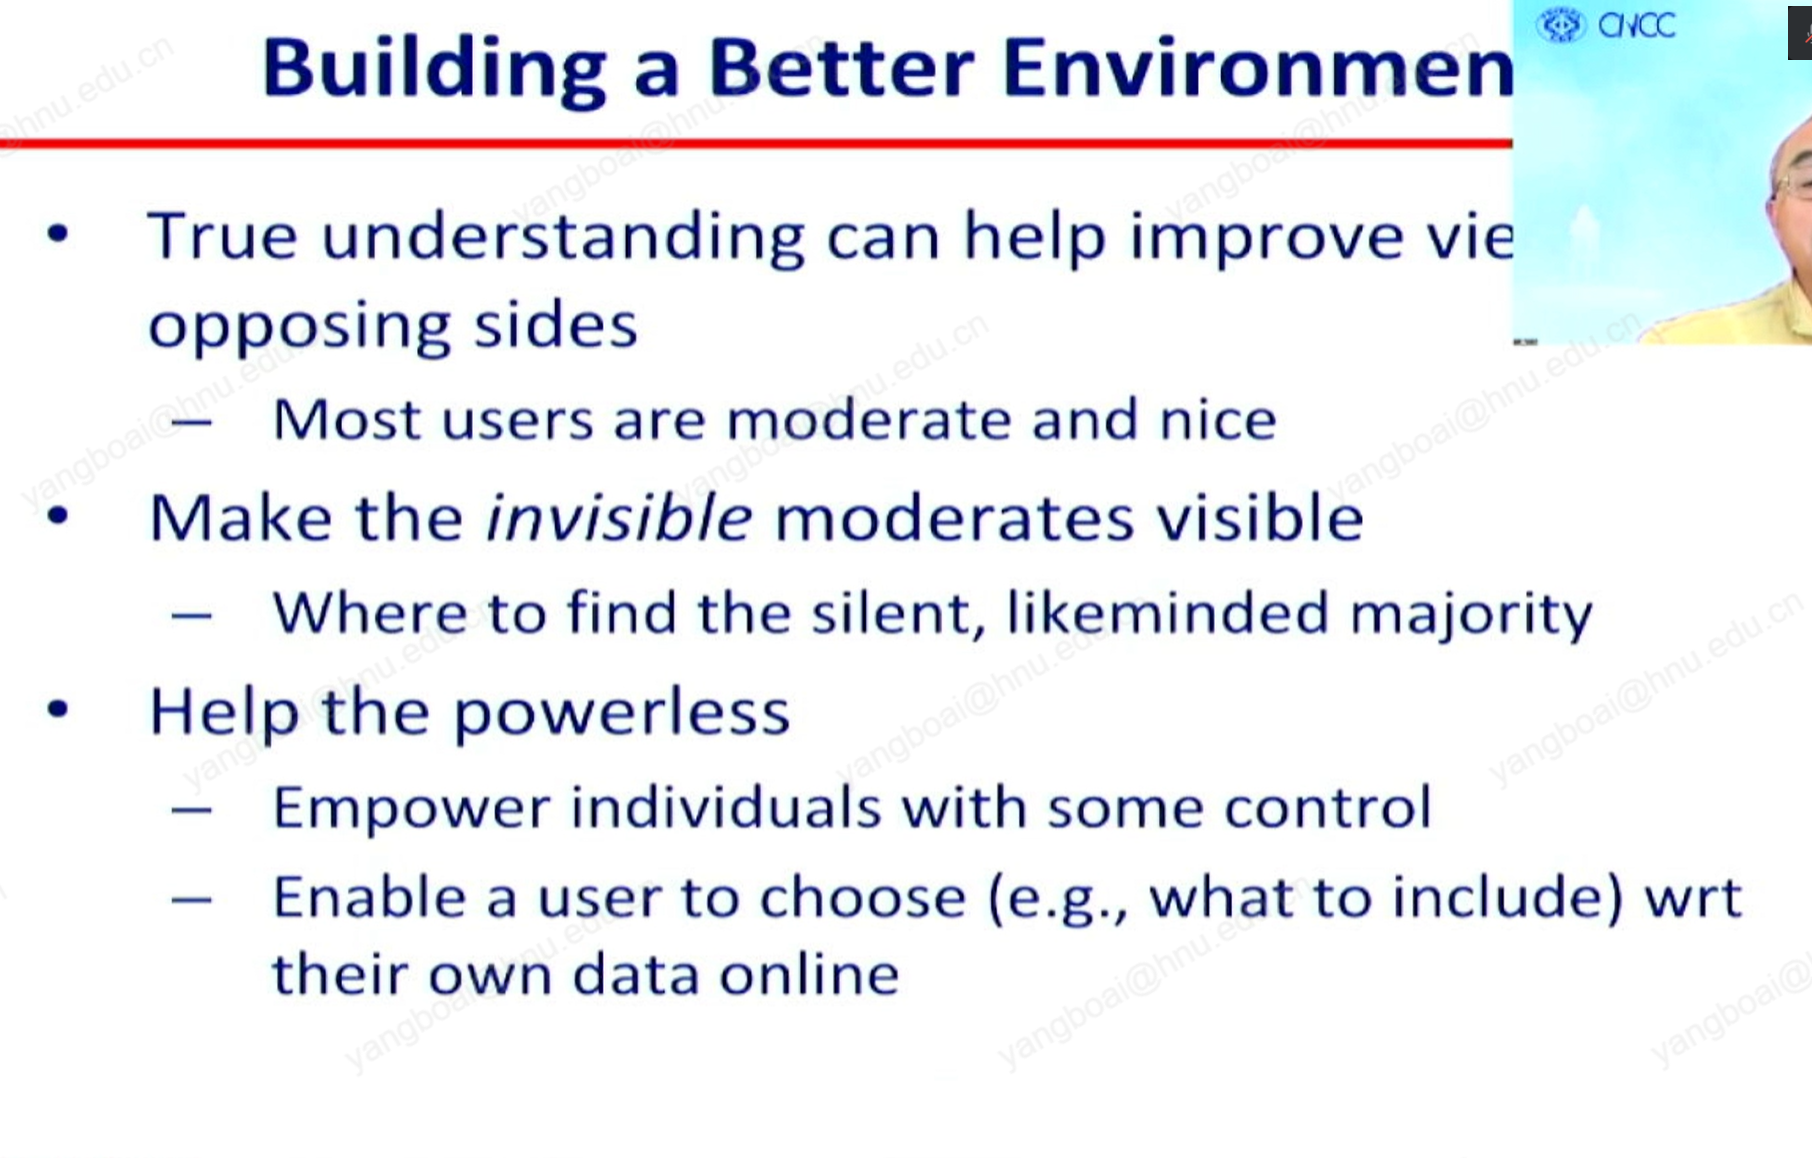 Building a Better Environmen
CNCC
• True understanding can help improve vie
opposing sides
– Most users are moderate and nice
• Make the invisible moderates visible
– Where to find the silent, likeminded majority
• Help the powerless
– Empower individuals with some control
– Enable a user to choose (e.g., what to include) wrt
their own data online
yangboai@hnu.edu.cn